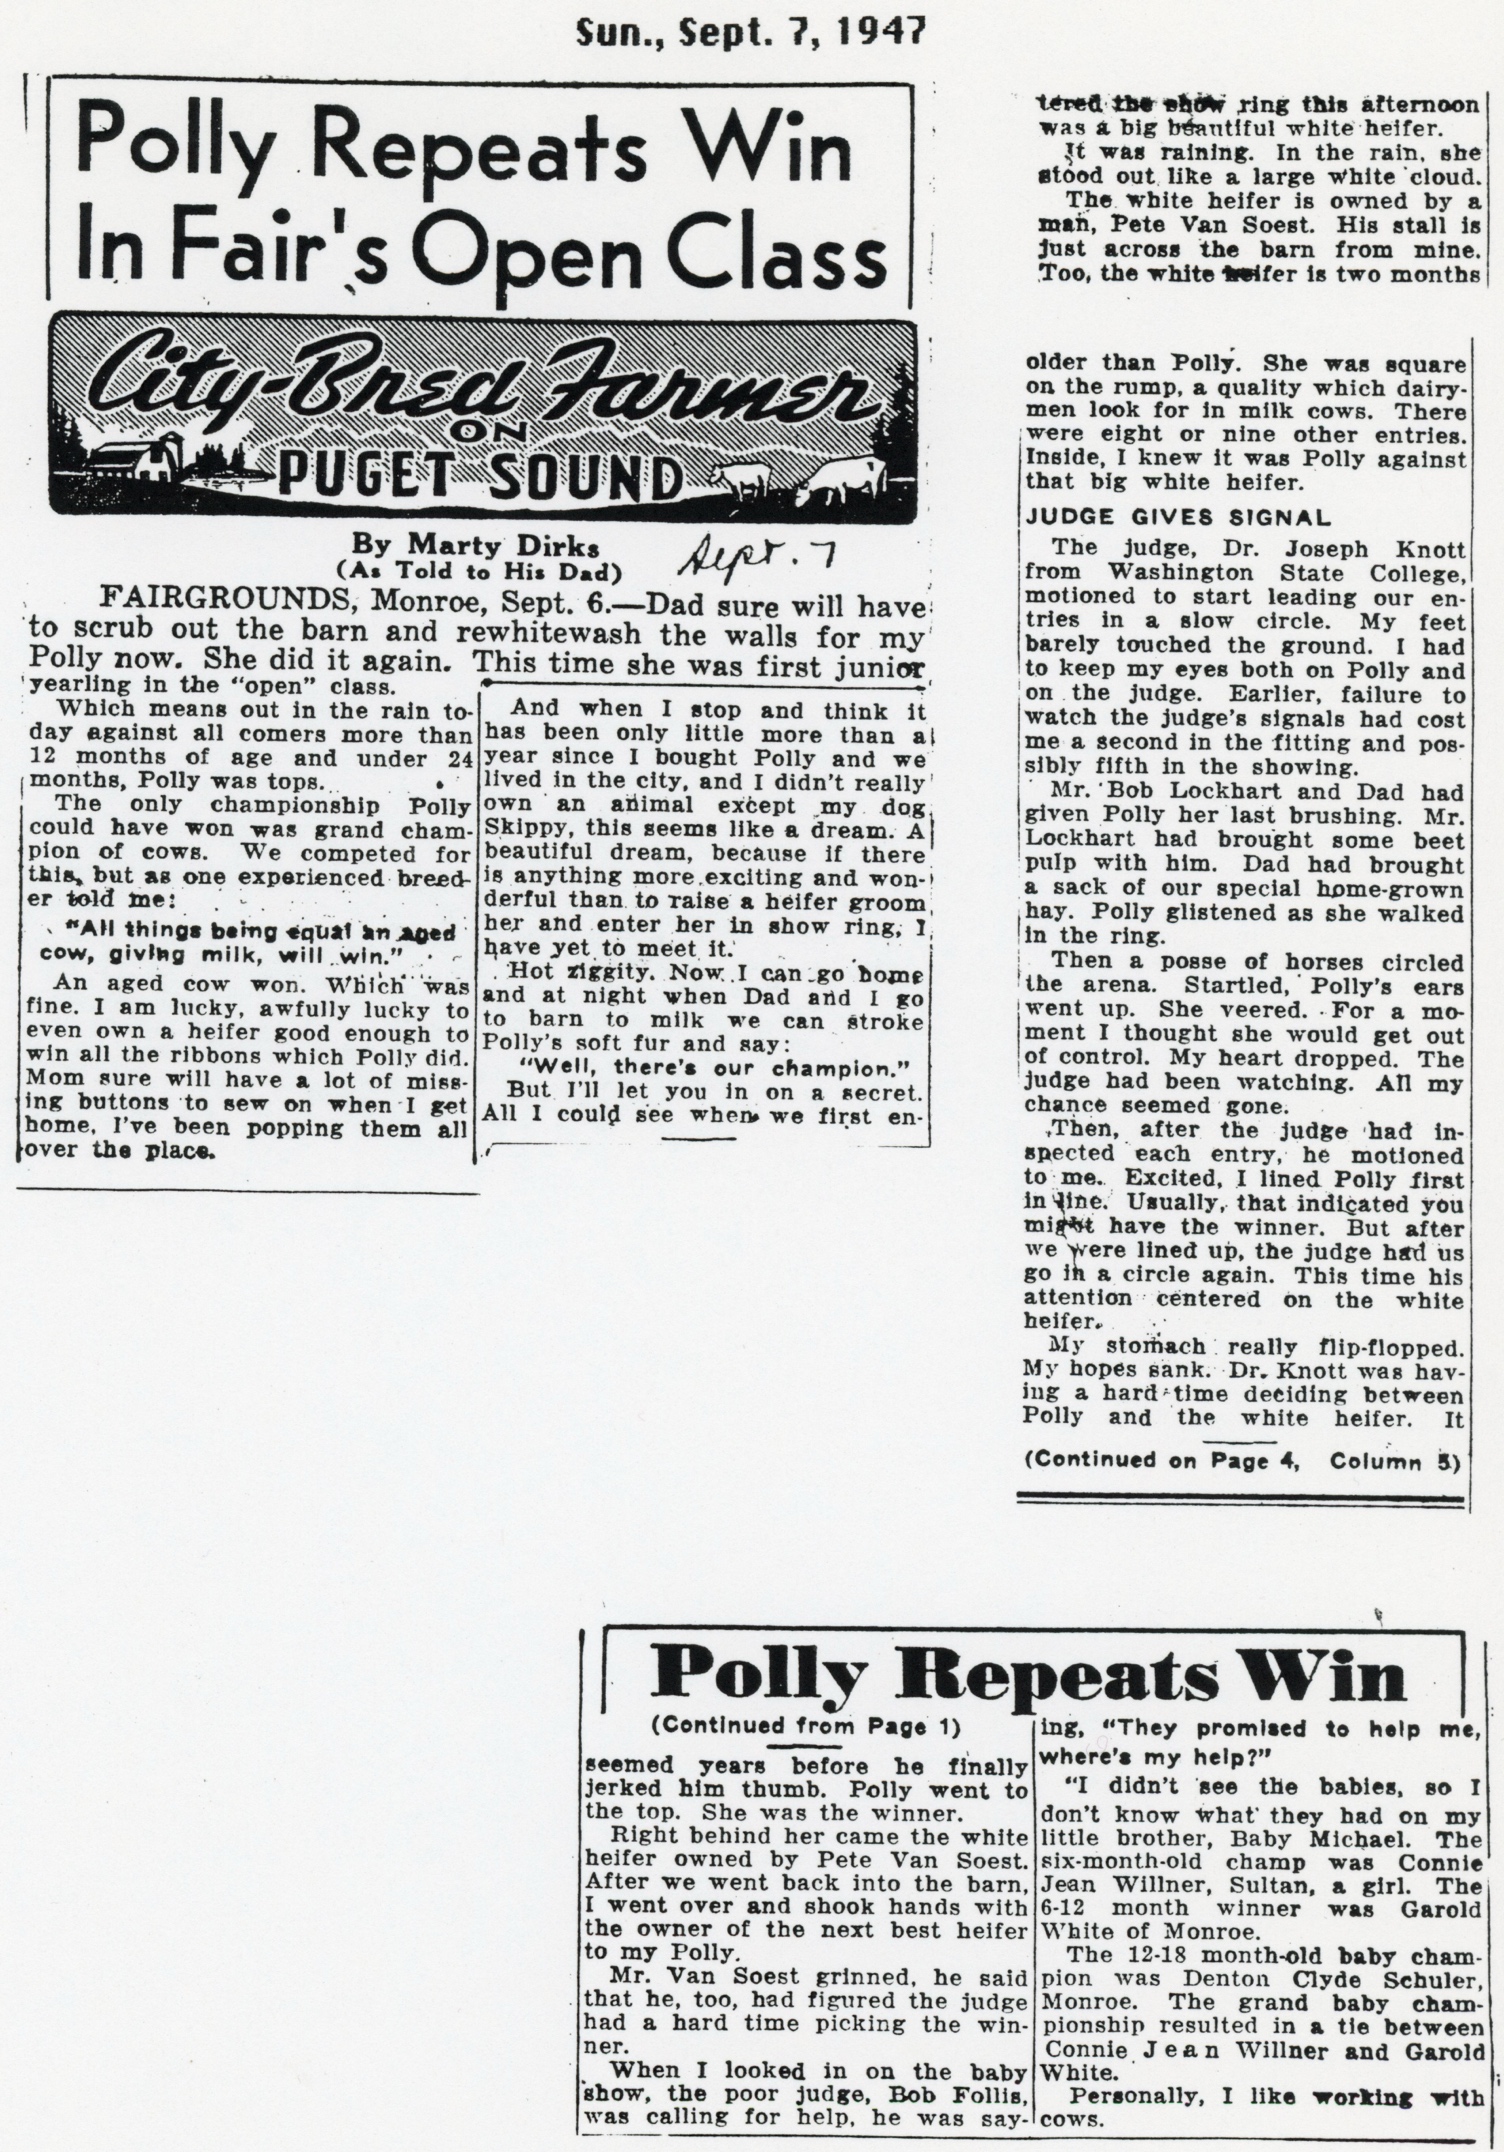 Sun., Sept. 7, 1947
Polly Repeats Win
In Fair's Open Class
City-Bred Farmer
ON
PUGET SOUND
By Marty Dirks
(As Told to His Dad)
Sept. 7
FAIRGROUNDS, Monroe, Sept. 6.—Dad sure will have
to scrub out the barn and rewhitewash the walls for my
Polly now. She did it again. This time she was first junior
yearling in the "open" class.
Which means out in the rain to-
day against all comers more than
12 months of age and under 24
months, Polly was tops.
The only championship Polly
could have won was grand cham-
pion of cows. We competed for
this, but as one experienced breed-
er told me:
"All things being equal an aged
cow, giving milk, will win."
An aged cow won. Which was
fine. I am lucky, awfully lucky to
even own a heifer good enough to
win all the ribbons which Polly did.
Mom sure will have a lot of miss-
ing buttons to sew on when I get
home, I've been popping them all
over the place.
And when I stop and think it
has been only little more than a
year since I bought Polly and we
lived in the city, and I didn't really
own an animal except my dog
Skippy, this seems like a dream. A
beautiful dream, because if there
is anything more exciting and won-
derful than to raise a heifer groom
her and enter her in show ring, I
have yet to meet it.
Hot ziggity. Now I can go home
and at night when Dad and I go
to barn to milk we can stroke
Polly's soft fur and say:
"Well, there's our champion."
But I'll let you in on a secret.
All I could see when we first en-
tered the show ring this afternoon
was a big beautiful white heifer.
It was raining. In the rain, she
stood out like a large white cloud.
The white heifer is owned by a
man, Pete Van Soest. His stall is
just across the barn from mine.
Too, the white heifer is two months
older than Polly. She was square
on the rump, a quality which dairy-
men look for in milk cows. There
were eight or nine other entries.
Inside, I knew it was Polly against
that big white heifer.
JUDGE GIVES SIGNAL
The judge, Dr. Joseph Knott
from Washington State College,
motioned to start leading our en-
tries in a slow circle. My feet
barely touched the ground. I had
to keep my eyes both on Polly and
on the judge. Earlier, failure to
watch the judge's signals had cost
me a second in the fitting and pos-
sibly fifth in the showing.
Mr. Bob Lockhart and Dad had
given Polly her last brushing. Mr.
Lockhart had brought some beet
pulp with him. Dad had brought
a sack of our special home-grown
hay. Polly glistened as she walked
in the ring.
Then a posse of horses circled
the arena. Startled, Polly's ears
went up. She veered. For a mo-
ment I thought she would get out
of control. My heart dropped. The
judge had been watching. All my
chance seemed gone.
Then, after the judge had in-
spected each entry, he motioned
to me. Excited, I lined Polly first
in line. Usually, that indicated you
might have the winner. But after
we were lined up, the judge had us
go in a circle again. This time his
attention centered on the white
heifer.
My stomach really flip-flopped.
My hopes sank. Dr. Knott was hav-
ing a hard time deciding between
Polly and the white heifer. It
(Continued on Page 4, Column 5)
Polly Repeats Win
(Continued from Page 1)
seemed years before he finally
jerked him thumb. Polly went to
the top. She was the winner.
Right behind her came the white
heifer owned by Pete Van Soest.
After we went back into the barn,
I went over and shook hands with
the owner of the next best heifer
to my Polly.
Mr. Van Soest grinned, he said
that he, too, had figured the judge
had a hard time picking the win-
ner.
When I looked in on the baby
show, the poor judge, Bob Follis,
was calling for help, he was say-
ing, "They promised to help me,
where's my help?"
"I didn't see the babies, so I
don't know what they had on my
little brother, Baby Michael. The
six-month-old champ was Connie
Jean Willner, Sultan, a girl. The
6-12 month winner was Garold
White of Monroe.
The 12-18 month-old baby cham-
pion was Denton Clyde Schuler,
Monroe. The grand baby cham-
pionship resulted in a tie between
Connie Jean Willner and Garold
White.
Personally, I like working with
cows.